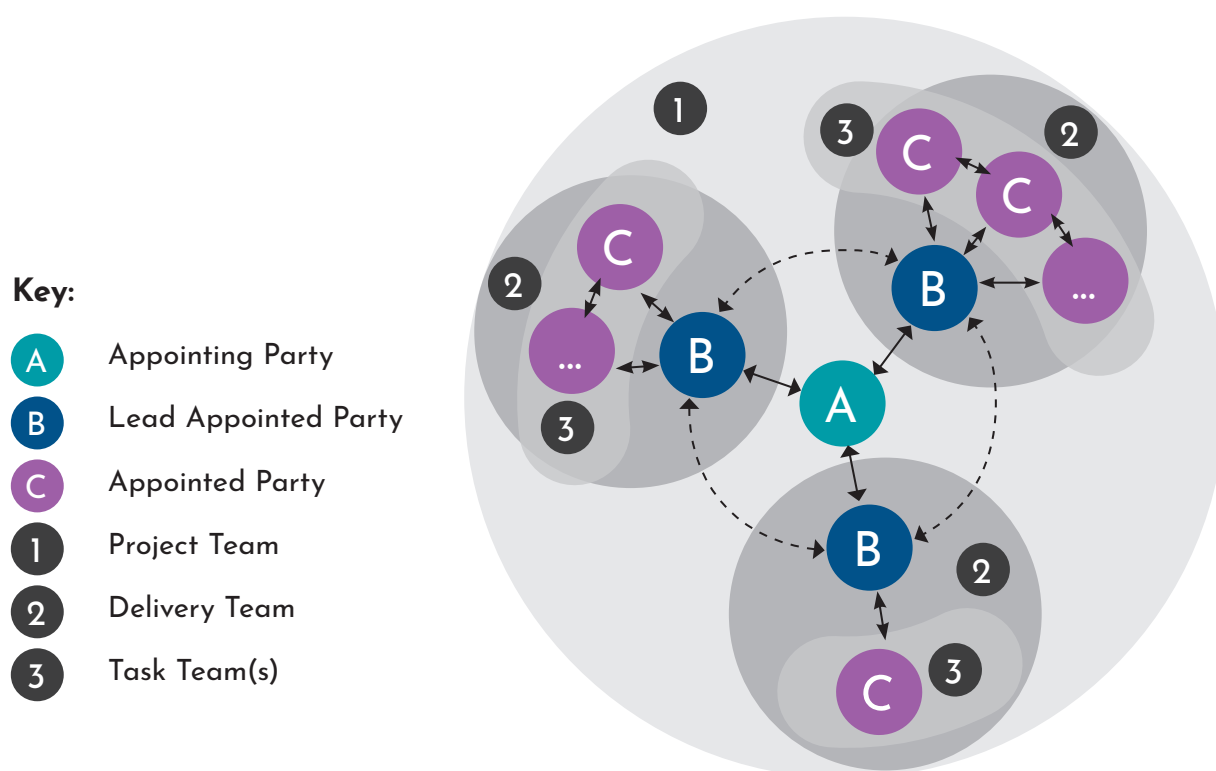 Key:
A Appointing Party
B Lead Appointed Party
C Appointed Party
1 Project Team
2 Delivery Team
3 Task Team(s)
1
3
C
2
C
C
2
B
...
...
B
A
3
B
2
3
C